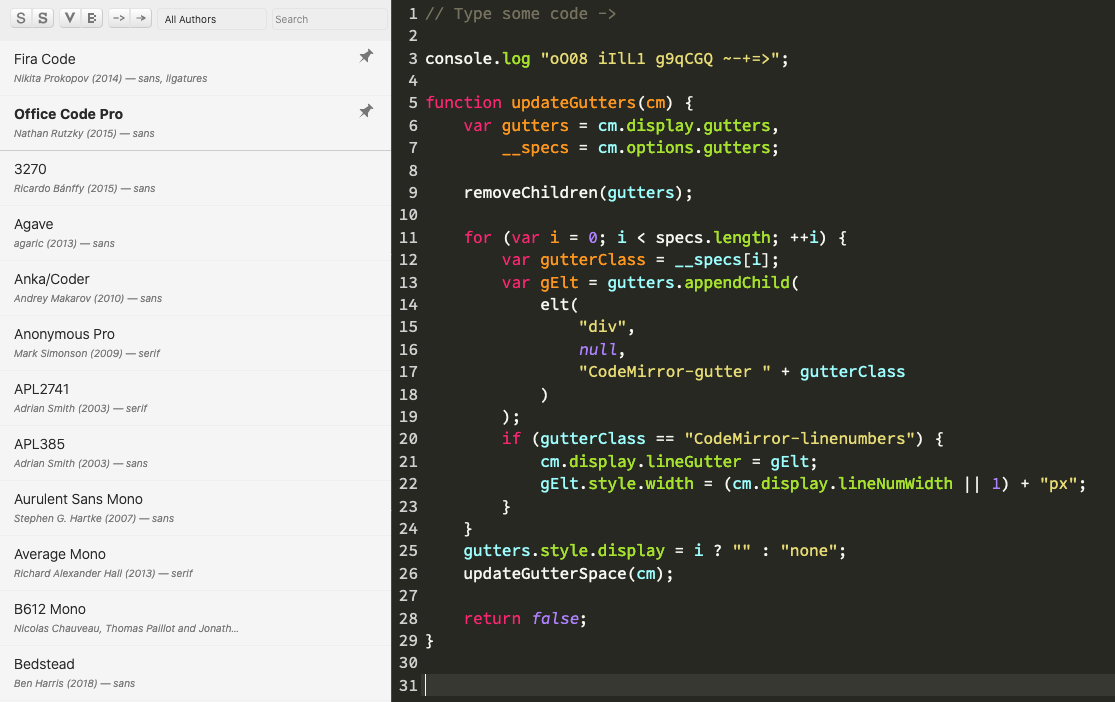 S S V B -> → All Authors Search
Fira Code
Nikita Prokopov (2014) — sans, ligatures
Office Code Pro
Nathan Rutzky (2015) — sans
3270
Ricardo Bánffy (2015) — sans
Agave
agaric (2013) — sans
Anka/Coder
Andrey Makarov (2010) — sans
Anonymous Pro
Mark Simonson (2009) — serif
APL2741
Adrian Smith (2003) — serif
APL385
Adrian Smith (2003) — sans
Aurulent Sans Mono
Stephen G. Hartke (2007) — sans
Average Mono
Richard Alexander Hall (2013) — serif
B612 Mono
Nicolas Chauveau, Thomas Paillot and Jonath...
Bedstead
Ben Harris (2018) — sans
1 // Type some code ->
2
3 console.log "oO08 iIlL1 g9qCGQ ~-+=>";
4
5 function updateGutters(cm) {
6     var gutters = cm.display.gutters,
7         __specs = cm.options.gutters;
8
9     removeChildren(gutters);
10
11     for (var i = 0; i < specs.length; ++i) {
12         var gutterClass = __specs[i];
13         var gElt = gutters.appendChild(
14             elt(
15                 "div",
16                 null,
17                 "CodeMirror-gutter " + gutterClass
18             )
19         );
20         if (gutterClass == "CodeMirror-linenumbers") {
21             cm.display.lineGutter = gElt;
22             gElt.style.width = (cm.display.lineNumWidth || 1) + "px";
23         }
24     }
25     gutters.style.display = i ? "" : "none";
26     updateGutterSpace(cm);
27
28     return false;
29 }
30
31